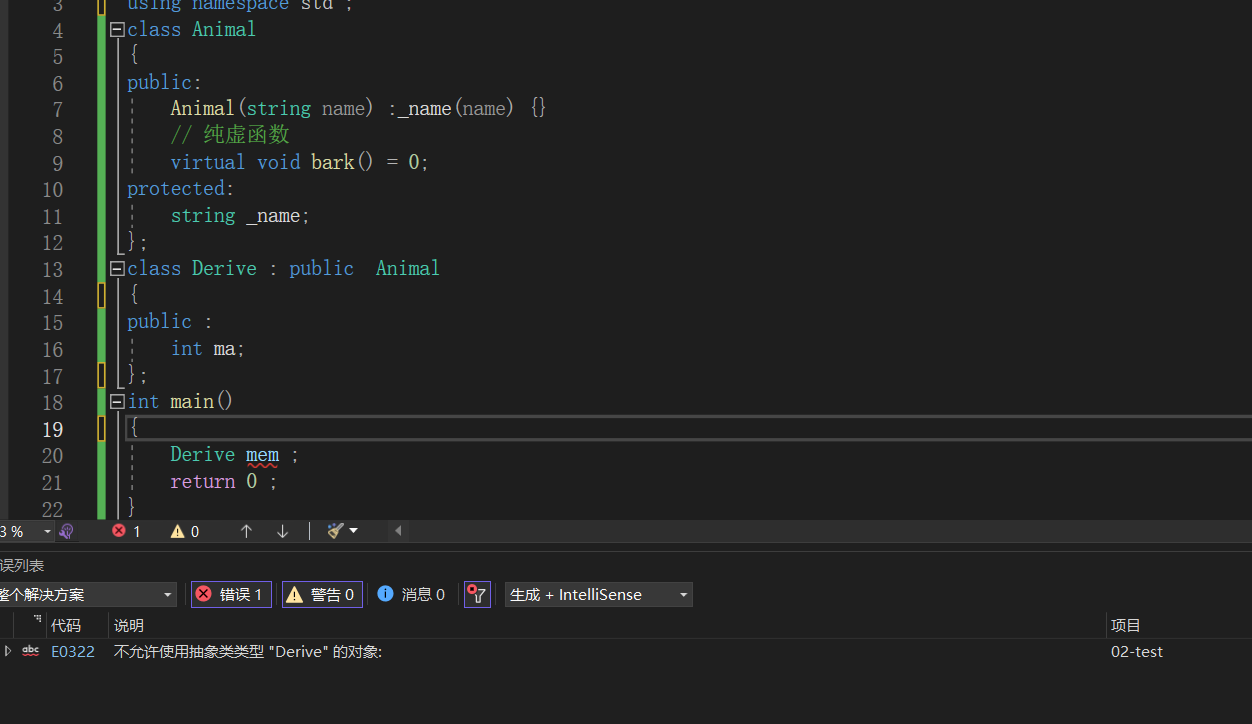 3 using namespace std ;
4 class Animal
5 {
6 public:
7 Animal(string name) :_name(name) {}
8 // 纯虚函数
9 virtual void bark() = 0;
10 protected:
11 string _name;
12 };
13 class Derive : public  Animal
14 {
15 public :
16 int ma;
17 };
18 int main()
19 {
20 Derive mem ;
21 return 0 ;
22 }
3 % 1 0
误列表
整个解决方案 错误 1 警告 0 消息 0 生成 + IntelliSense
代码 说明 项目
abc E0322 不允许使用抽象类类型 "Derive" 的对象: 02-test